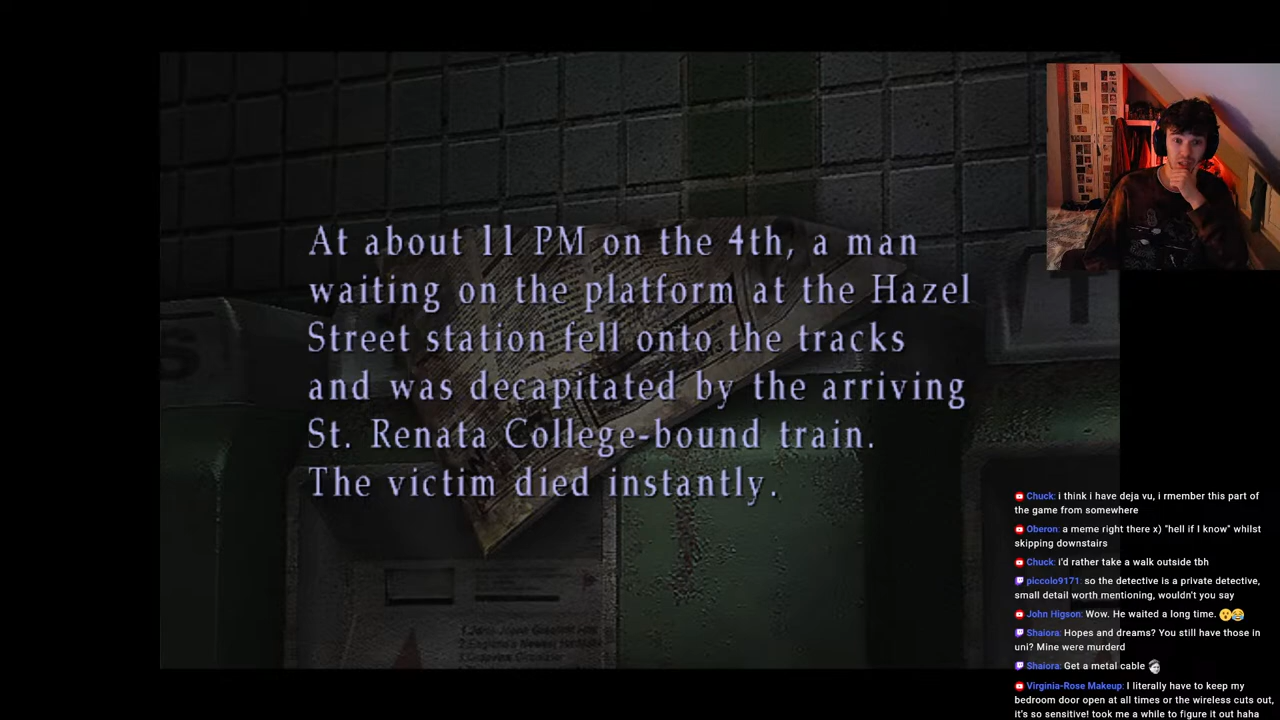 At about 11 PM on the 4th, a man
waiting on the platform at the Hazel
Street station fell onto the tracks
and was decapitated by the arriving
St. Renata College-bound train.
The victim died instantly.
Chuck: i think i have deja vu, i rmember this part
of the game from somewhere
Oberon: a meme right there x) "hell if I know" whilst
skipping downstairs
Chuck: i'd rather take a walk outside tbh
piccolo9171: so the detective is a private detective,
small detail worth mentioning, wouldn't you say
John Higson: Wow. He waited a long time. 😯😂
Shaiora: Hopes and dreams? You still have those in
uni? Mine were murderd
Shaiora: Get a metal cable
Virginia-Rose Makeup: I literally have to keep my
bedroom door open at all times or the wireless cuts out,
it's so sensitive! took me a while to figure it out haha